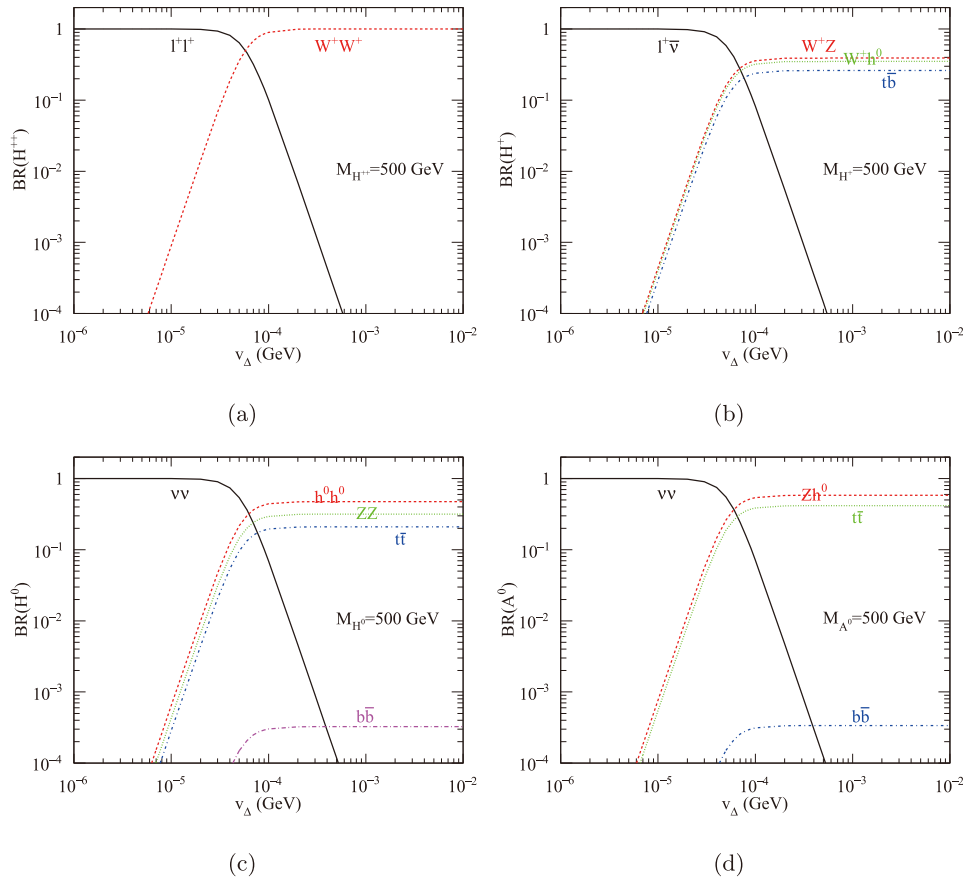 1
10⁻¹
10⁻²
10⁻³
10⁻⁴
BR(H⁺⁺)
l⁺l⁺
W⁺W⁺
M_H⁺⁺=500 GeV
10⁻⁶ 10⁻⁵ 10⁻⁴ 10⁻³ 10⁻²
v_Δ (GeV)
(a)
1
10⁻¹
10⁻²
10⁻³
10⁻⁴
BR(H⁺)
l⁺ν̅
W⁺Z
W⁺h⁰
tb̅
M_H⁺=500 GeV
10⁻⁶ 10⁻⁵ 10⁻⁴ 10⁻³ 10⁻²
v_Δ (GeV)
(b)
1
10⁻¹
10⁻²
10⁻³
10⁻⁴
BR(H⁰)
νν
h⁰h⁰
ZZ
tt̅
M_H⁰=500 GeV
bb̅
10⁻⁶ 10⁻⁵ 10⁻⁴ 10⁻³ 10⁻²
v_Δ (GeV)
(c)
1
10⁻¹
10⁻²
10⁻³
10⁻⁴
BR(A⁰)
νν
Zh⁰
tt̅
M_A⁰=500 GeV
bb̅
10⁻⁶ 10⁻⁵ 10⁻⁴ 10⁻³ 10⁻²
v_Δ (GeV)
(d)